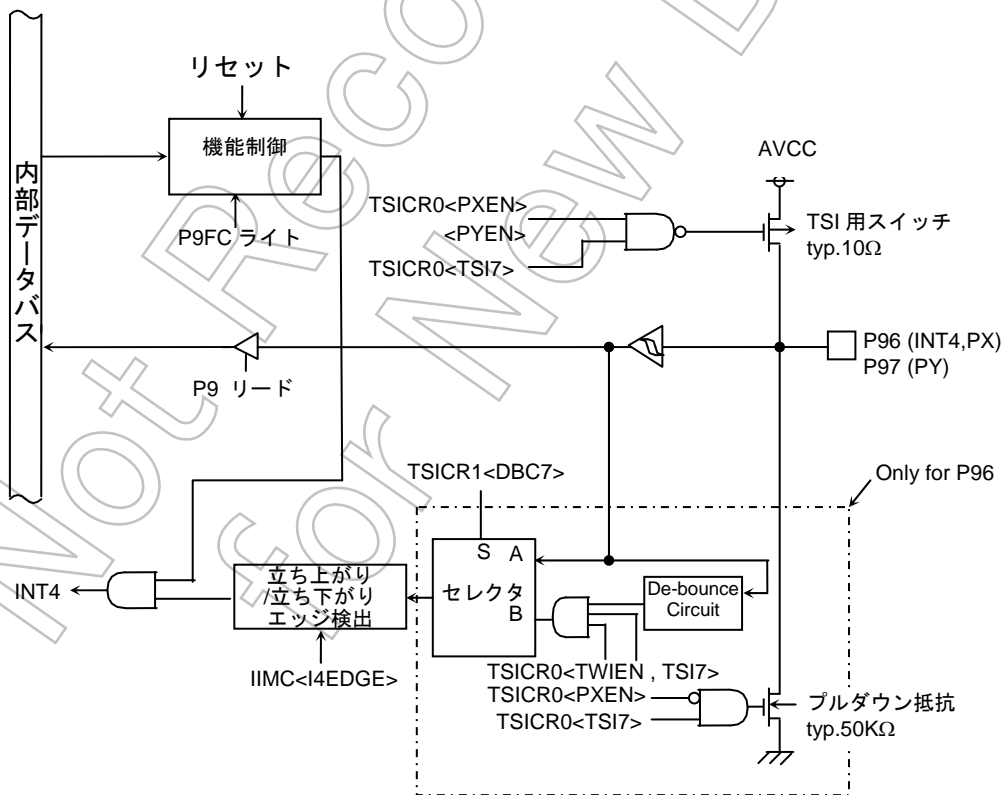 Not Reco
for New D
リセット
機能制御
P9FC ライト
内部データバス
AVCC
TSICR0<PXEN>
<PYEN>
TSICR0<TSI7>
TSI 用スイッチ
typ.10Ω
P9 リード
P96 (INT4,PX)
P97 (PY)
TSICR1<DBC7>
Only for P96
S
A
セレクタ
B
De-bounce
Circuit
立ち上がり
/立ち下がり
エッジ検出
INT4
IIMC<I4EDGE>
TSICR0<TWIEN , TSI7>
TSICR0<PXEN>
TSICR0<TSI7>
プルダウン抵抗
typ.50KΩ